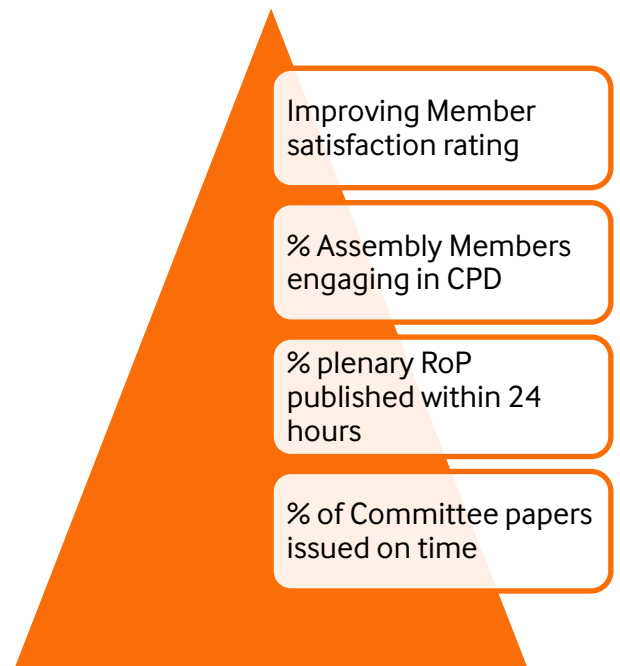 Improving Member
satisfaction rating
% Assembly Members
engaging in CPD
% plenary RoP
published within 24
hours
% of Committee papers
issued on time